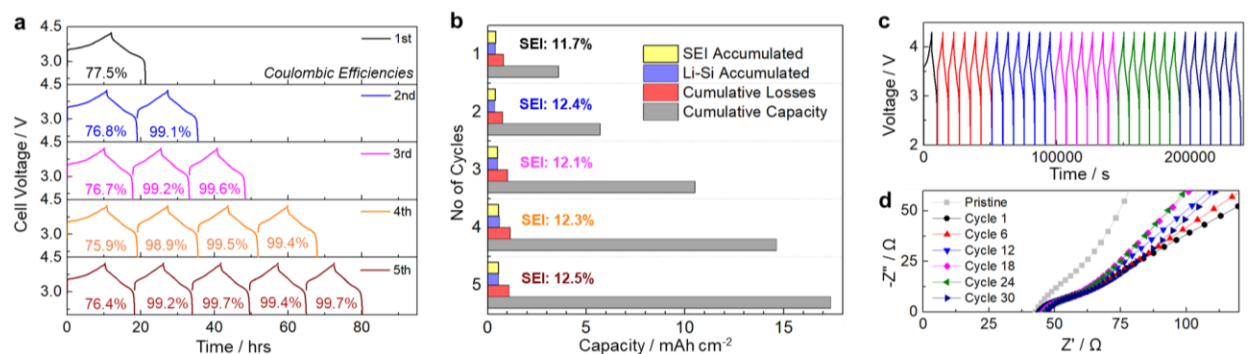 a
4.5
3.0
4.5
3.0
4.5
3.0
4.5
3.0
4.5
3.0
Cell Voltage / V
1st
77.5%
Coulombic Efficiencies
2nd
76.8% 99.1%
3rd
76.7% 99.2% 99.6%
4th
75.9% 98.9% 99.5% 99.4%
5th
76.4% 99.2% 99.7% 99.4% 99.7%
0 20 40 60 80
Time / hrs
b
No of Cycles
1
2
3
4
5
SEI: 11.7%
SEI: 12.4%
SEI: 12.1%
SEI: 12.3%
SEI: 12.5%
SEI Accumulated
Li-Si Accumulated
Cumulative Losses
Cumulative Capacity
0 5 10 15
Capacity / mAh cm⁻²
c
Voltage / V
4
3
2
0 100000 200000
Time / s
d
-Z" / Ω
50
25
0
Pristine
Cycle 1
Cycle 6
Cycle 12
Cycle 18
Cycle 24
Cycle 30
0 25 50 75 100
Z' / Ω